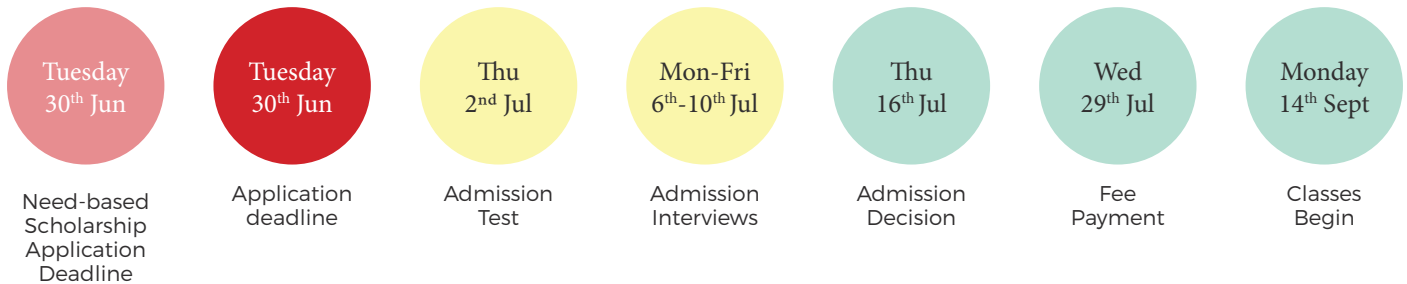 Tuesday
30th Jun
Need-based
Scholarship
Application
Deadline
Tuesday
30th Jun
Application
deadline
Thu
2nd Jul
Admission
Test
Mon-Fri
6th-10th Jul
Admission
Interviews
Thu
16th Jul
Admission
Decision
Wed
29th Jul
Fee
Payment
Monday
14th Sept
Classes
Begin